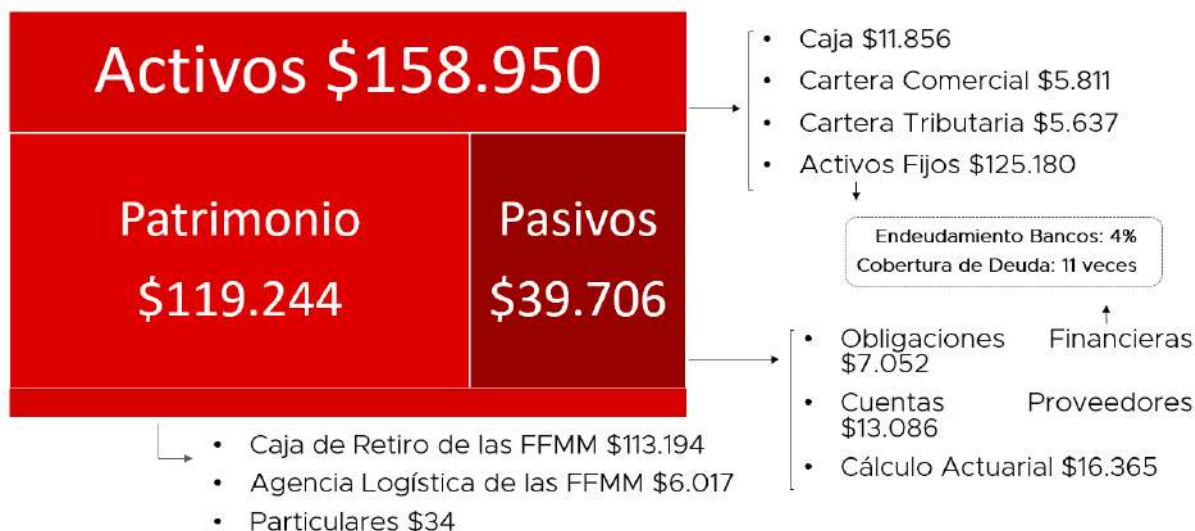 Activos $158.950
Patrimonio
$119.244
Pasivos
$39.706
• Caja $11.856
• Cartera Comercial $5.811
• Cartera Tributaria $5.637
• Activos Fijos $125.180
Endeudamiento Bancos: 4%
Cobertura de Deuda: 11 veces
• Obligaciones Financieras
$7.052
• Cuentas Proveedores
$13.086
• Cálculo Actuarial $16.365
• Caja de Retiro de las FFMM $113.194
• Agencia Logística de las FFMM $6.017
• Particulares $34